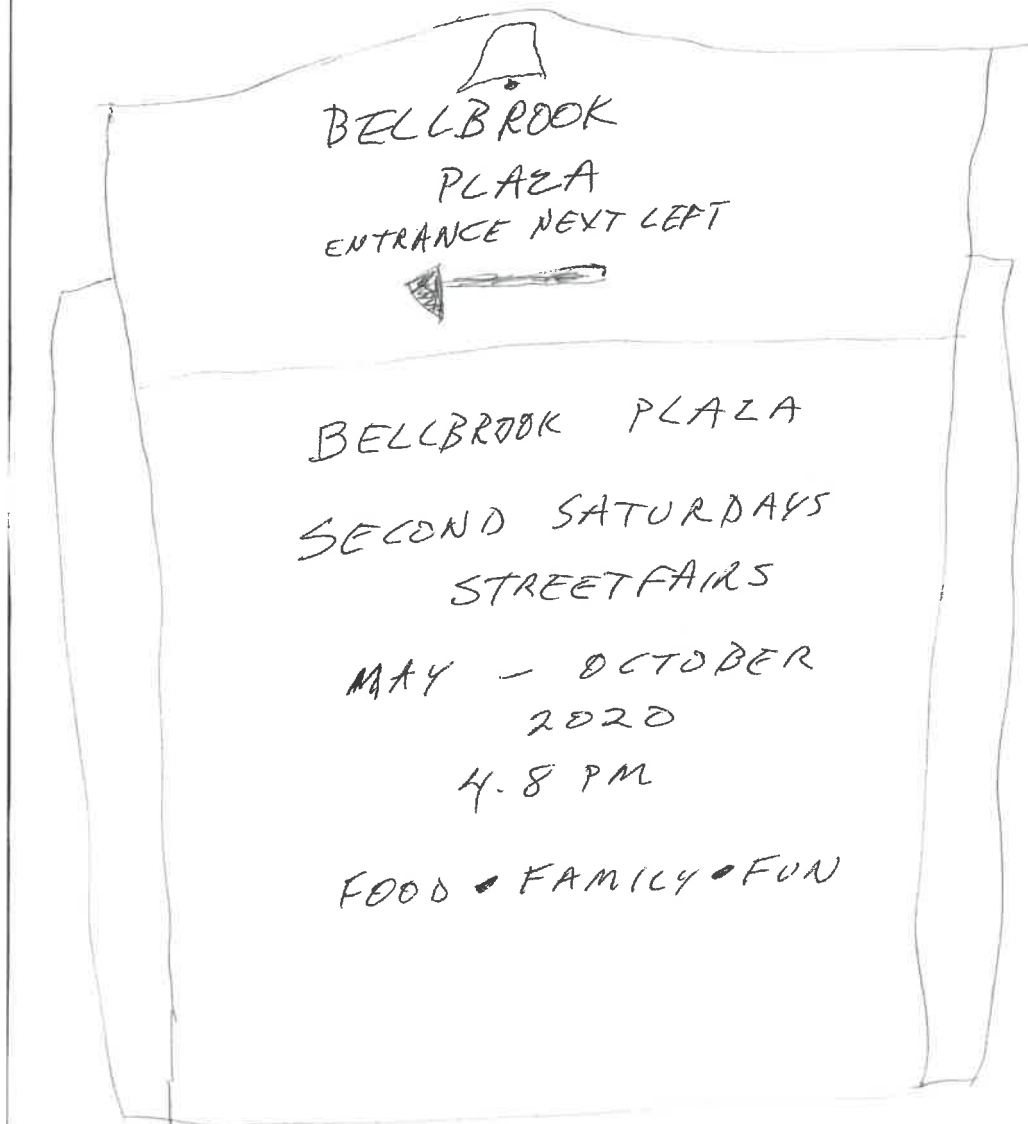 BELLBROOK
PLAZA
ENTRANCE NEXT LEFT
BELLBROOK PLAZA
SECOND SATURDAYS
STREETFAIRS
MAY - OCTOBER
2020
4-8 PM
FOOD • FAMILY • FUN